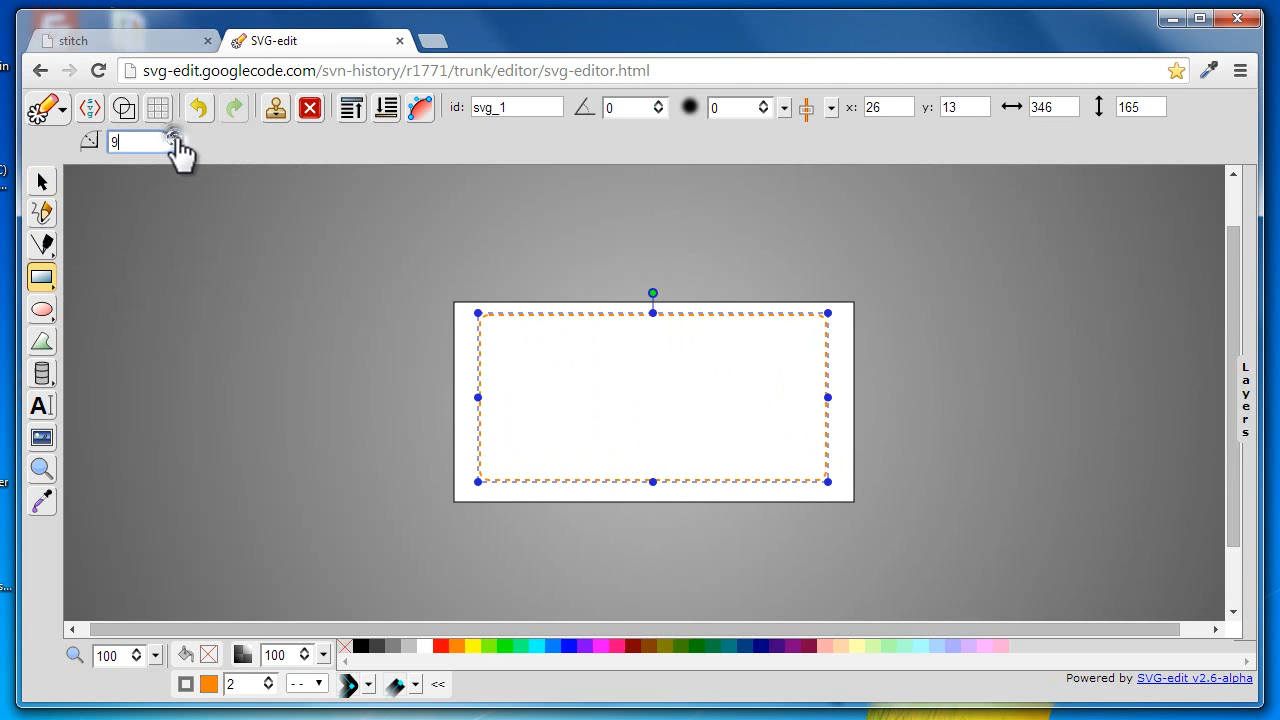 stitch
SVG-edit
svg-edit.googlecode.com/svn-history/r1771/trunk/editor/svg-editor.html
id: svg_1 0 0 x: 26 y: 13 346 165
9
A
Layers
100 100
2 - - <<
Powered by SVG-edit v2.6-alpha